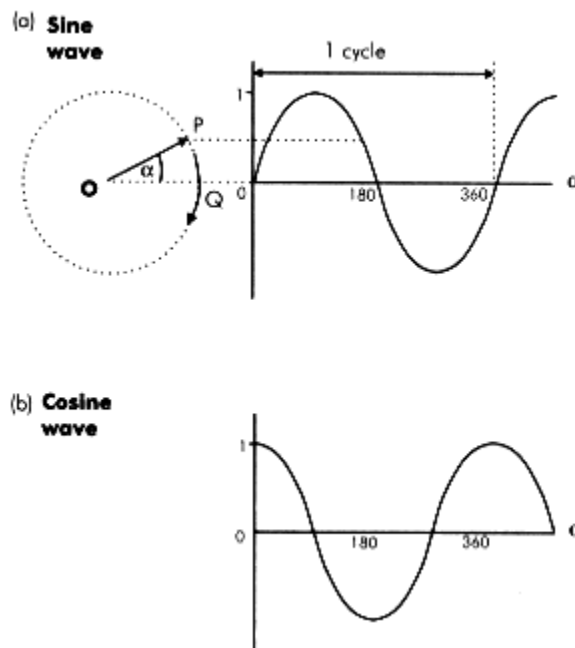 (a) Sine
wave
1 cycle
1
P
α
O
Q
0
180
360
(b) Cosine
wave
1
0
180
360